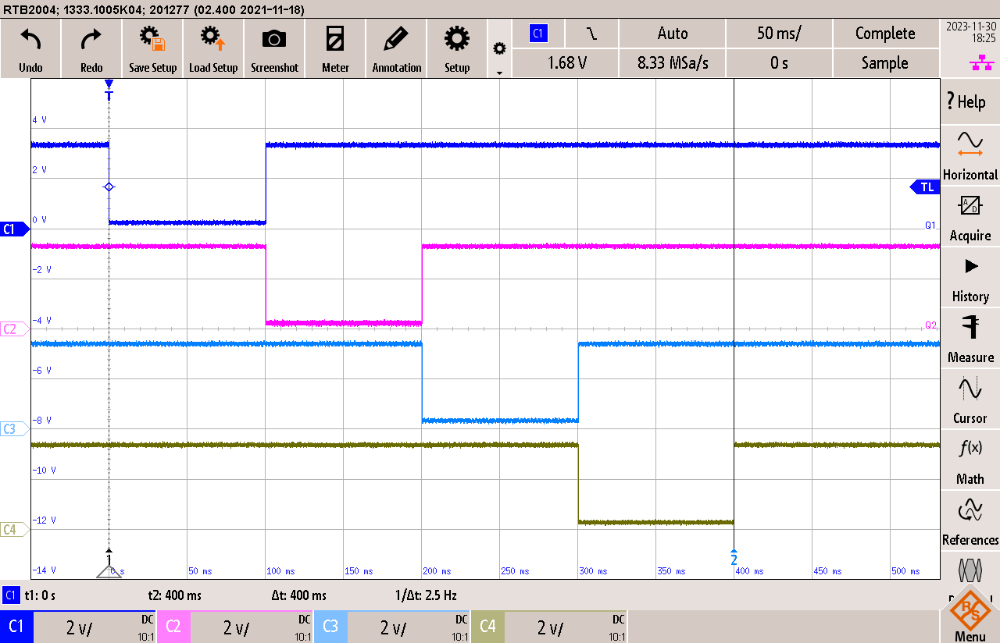 RTB2004; 1333.1005K04; 201277 (02.400 2021-11-18)
Undo
Redo
Save Setup
Load Setup
Screenshot
Meter
Annotation
Setup
C1
Auto
50 ms/
Complete
1.68 V
8.33 MSa/s
0 s
Sample
2023-11-30
18:25
T
4 V
2 V
0 V
-2 V
-4 V
-6 V
-8 V
-10 V
-12 V
-14 V
C1
C2
C3
C4
TL
Q1
Q2
1
2
0 s
50 ms
100 ms
150 ms
200 ms
250 ms
300 ms
350 ms
400 ms
450 ms
500 ms
? Help
Horizontal
A/D
Acquire
History
Measure
Cursor
f(x)
Math
References
R&S
Menu
C1 t1: 0 s t2: 400 ms Δt: 400 ms 1/Δt: 2.5 Hz
C1 2 V/ DC 10:1
C2 2 V/ DC 10:1
C3 2 V/ DC 10:1
C4 2 V/ DC 10:1